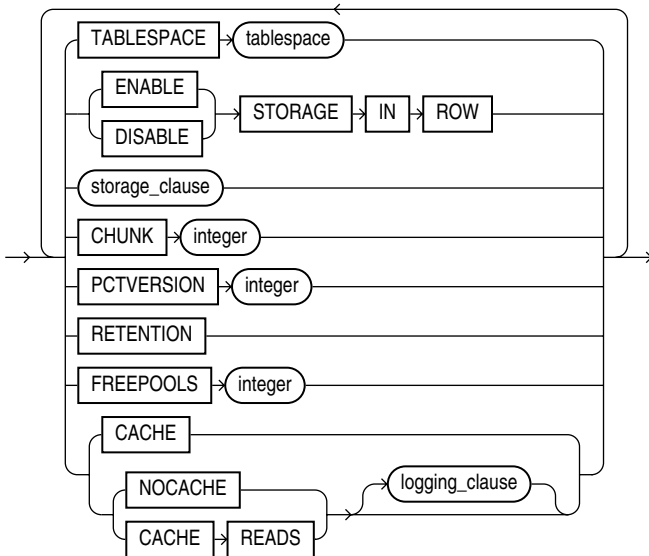 TABLESPACE tablespace
ENABLE
STORAGE IN ROW
DISABLE
storage_clause
CHUNK integer
PCTVERSION integer
RETENTION
FREEPOOLS integer
CACHE
NOCACHE logging_clause
CACHE READS